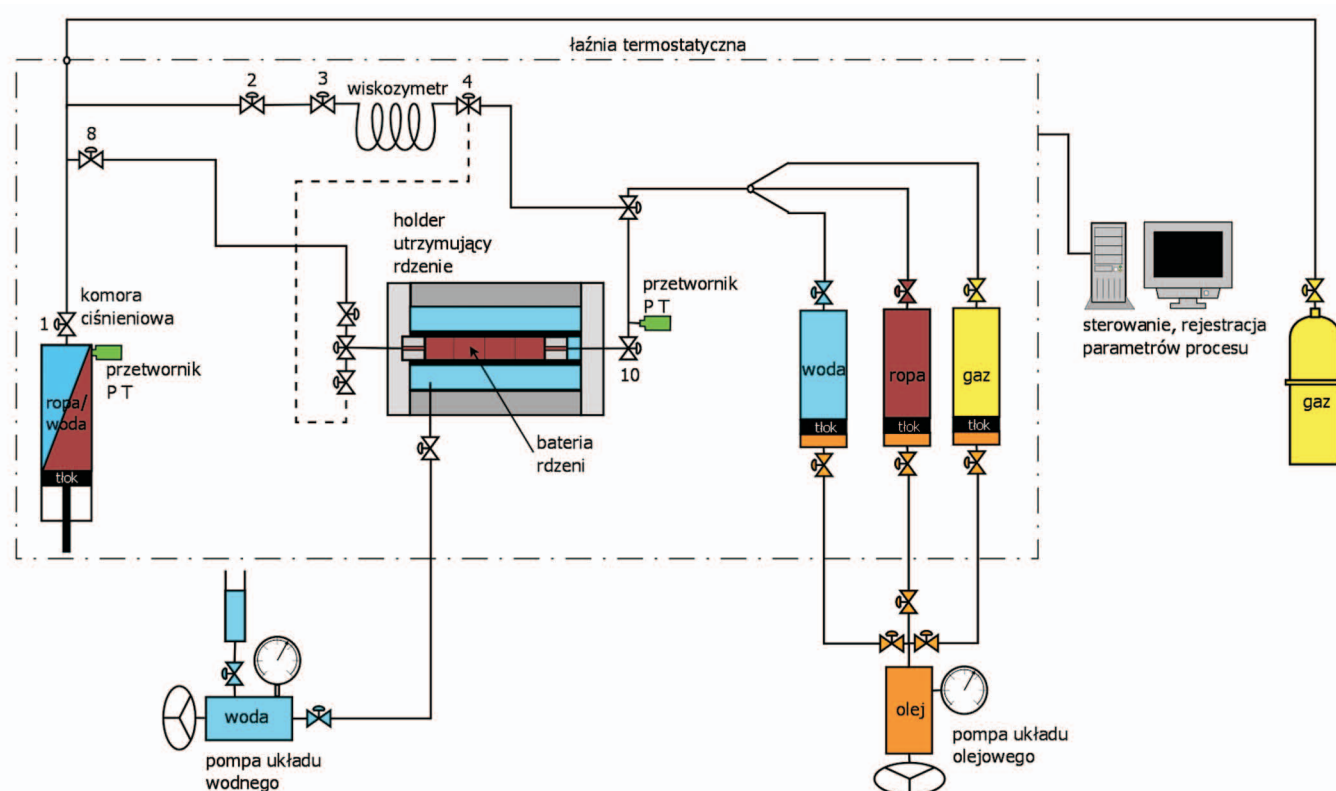 łaźnia termostatyczna
2
3
wiskozymetr
4
8
holder
utrzymujący
rdzenie
komora
ciśnieniowa
1
przetwornik
P T
przetwornik
P T
10
ropa/
woda
tłok
bateria
rdzeni
woda
tłok
ropa
tłok
gaz
tłok
sterowanie, rejestracja
parametrów procesu
gaz
woda
pompa układu
wodnego
olej
pompa układu
olejowego